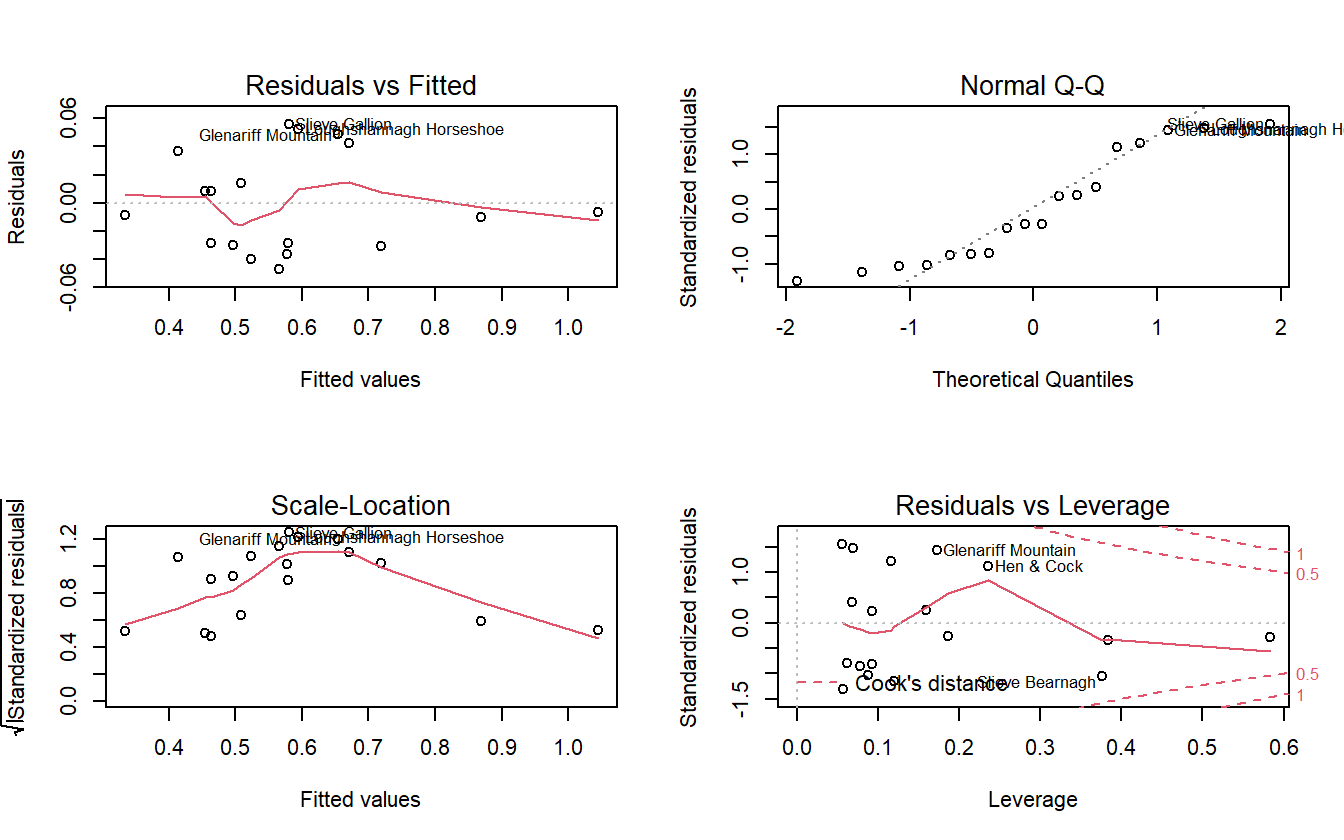 Residuals vs Fitted
Residuals
0.06
0.00
-0.06
Slieve Gallion
Loughshannagh Horseshoe
Glenariff Mountain
0.4 0.5 0.6 0.7 0.8 0.9 1.0
Fitted values
Normal Q-Q
Standardized residuals
1.0
0.0
-1.0
Slieve Gallion
Glenariff Mountain
-2 -1 0 1 2
Theoretical Quantiles
Scale-Location
√|Standardized residuals|
1.2
0.8
0.4
0.0
Slieve Gallion
Loughshannagh Horseshoe
Glenariff Mountain
0.4 0.5 0.6 0.7 0.8 0.9 1.0
Fitted values
Residuals vs Leverage
Standardized residuals
1.0
0.0
-1.5
Glenariff Mountain
Hen & Cock
Slieve Bearnagh
Cook's distance
1
0.5
0.5
1
0.0 0.1 0.2 0.3 0.4 0.5 0.6
Leverage